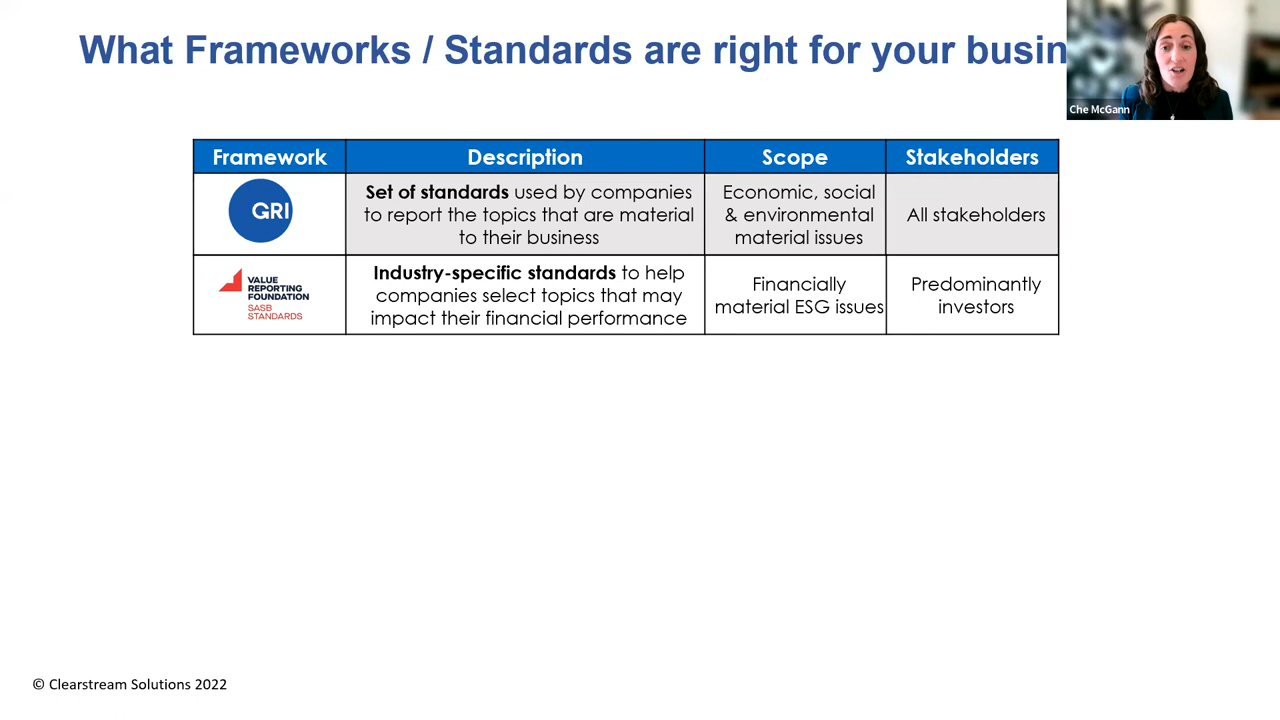 What Frameworks / Standards are right for your busin
Che McGann
Framework Description Scope Stakeholders
GRI
Set of standards used by companies
to report the topics that are material
to their business
Economic, social
& environmental
material issues
All stakeholders
VALUE
REPORTING
FOUNDATION
SASB
STANDARDS
Industry-specific standards to help
companies select topics that may
impact their financial performance
Financially
material ESG issues
Predominantly
investors
© Clearstream Solutions 2022